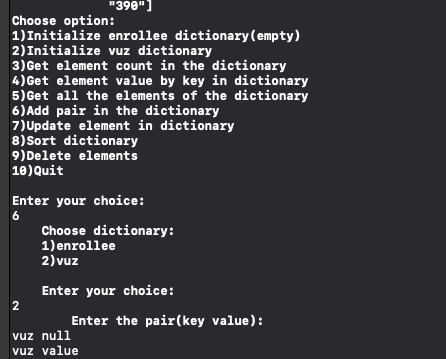 "390"]
Choose option:
1)Initialize enrollee dictionary(empty)
2)Initialize vuz dictionary
3)Get element count in the dictionary
4)Get element value by key in dictionary
5)Get all the elements of the dictionary
6)Add pair in the dictionary
7)Update element in dictionary
8)Sort dictionary
9)Delete elements
10)Quit
Enter your choice:
6
Choose dictionary:
1)enrollee
2)vuz
Enter your choice:
2
Enter the pair(key value):
vuz null
vuz value